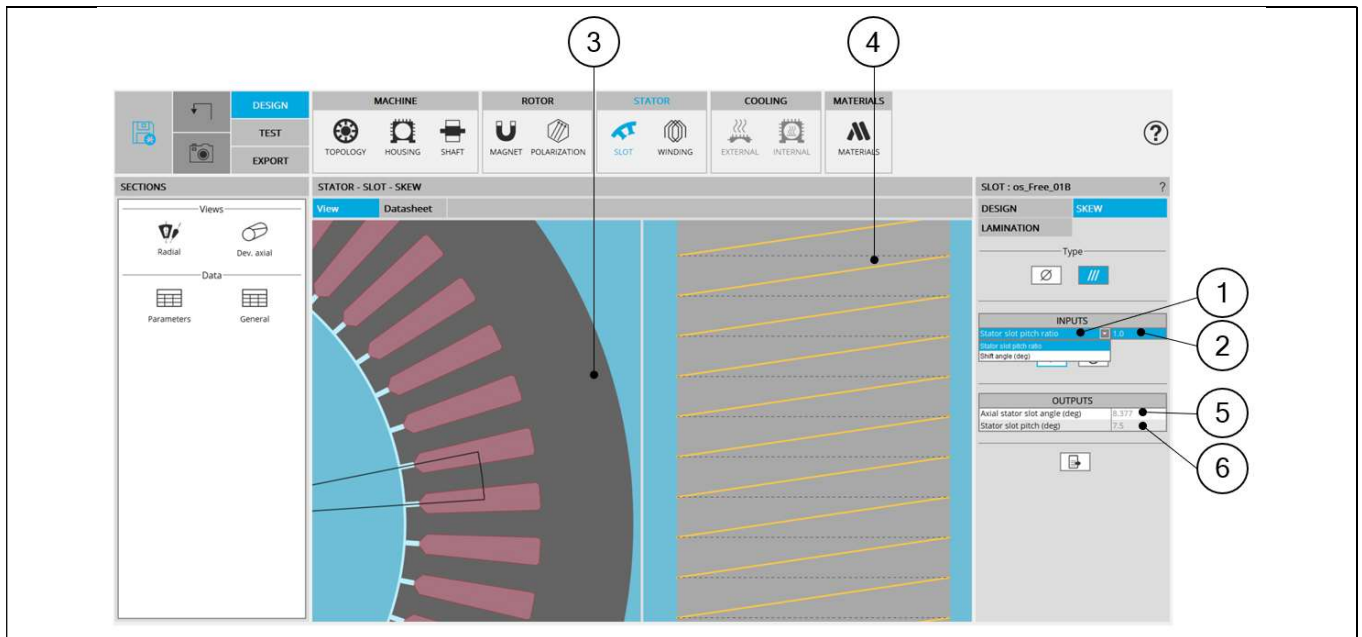 3 4
DESIGN
TEST
EXPORT
MACHINE
TOPOLOGY HOUSING SHAFT
ROTOR
MAGNET POLARIZATION
STATOR
SLOT WINDING
COOLING
EXTERNAL INTERNAL
MATERIALS
MATERIALS
?
SECTIONS
Views
Radial Dev. axial
Data
Parameters General
STATOR - SLOT - SKEW
View Datasheet
SLOT : os_Free_01B ?
DESIGN SKEW
LAMINATION
Type
INPUTS
Stator slot pitch ratio 1.0
Stator slot pitch ratio
Shift angle (deg)
OUTPUTS
Axial stator slot angle (deg) 8.377
Stator slot pitch (deg) 7.5
1
2
5
6